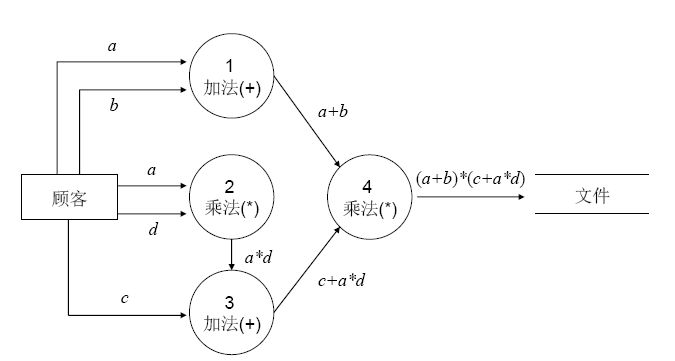 a
1
加法(+)
b
a+b
a
2
乘法(*)
d
顾客
4
乘法(*)
(a+b)*(c+a*d)
文件
a*d
c+a*d
c
3
加法(+)